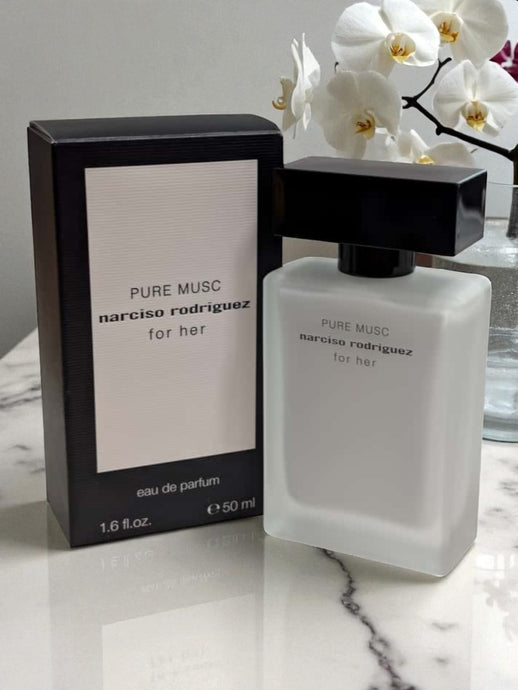 PURE MUSC
narciso rodriguez
for her
eau de parfum
1.6 fl.oz. ℮ 50 ml
PURE MUSC
narciso rodriguez
for her